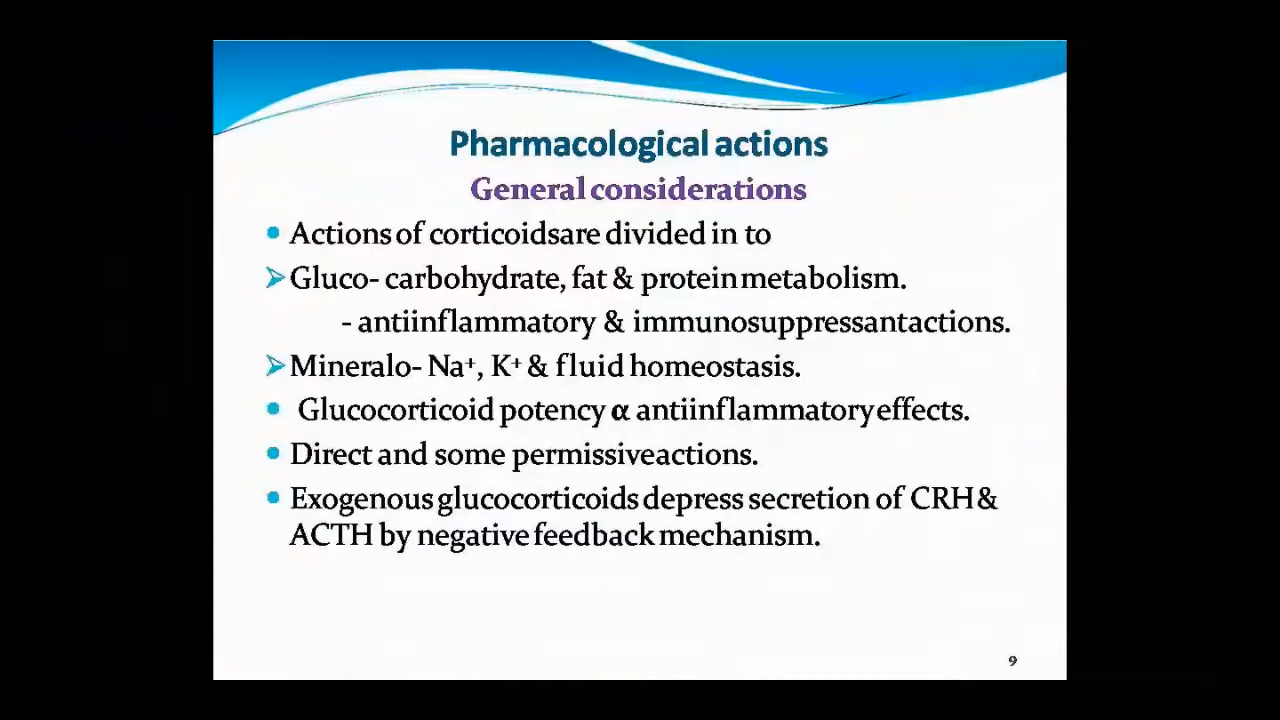 Pharmacological actions
General considerations
• Actions of corticoidsare divided in to
➢ Gluco- carbohydrate, fat & protein metabolism.
- antiinflammatory & immunosuppressantactions.
➢ Mineralo- Na⁺, K⁺ & fluid homeostasis.
• Glucocorticoid potency α antiinflammatory effects.
• Direct and some permissiveactions.
• Exogenous glucocorticoids depress secretion of CRH &
ACTH by negative feedback mechanism.
9